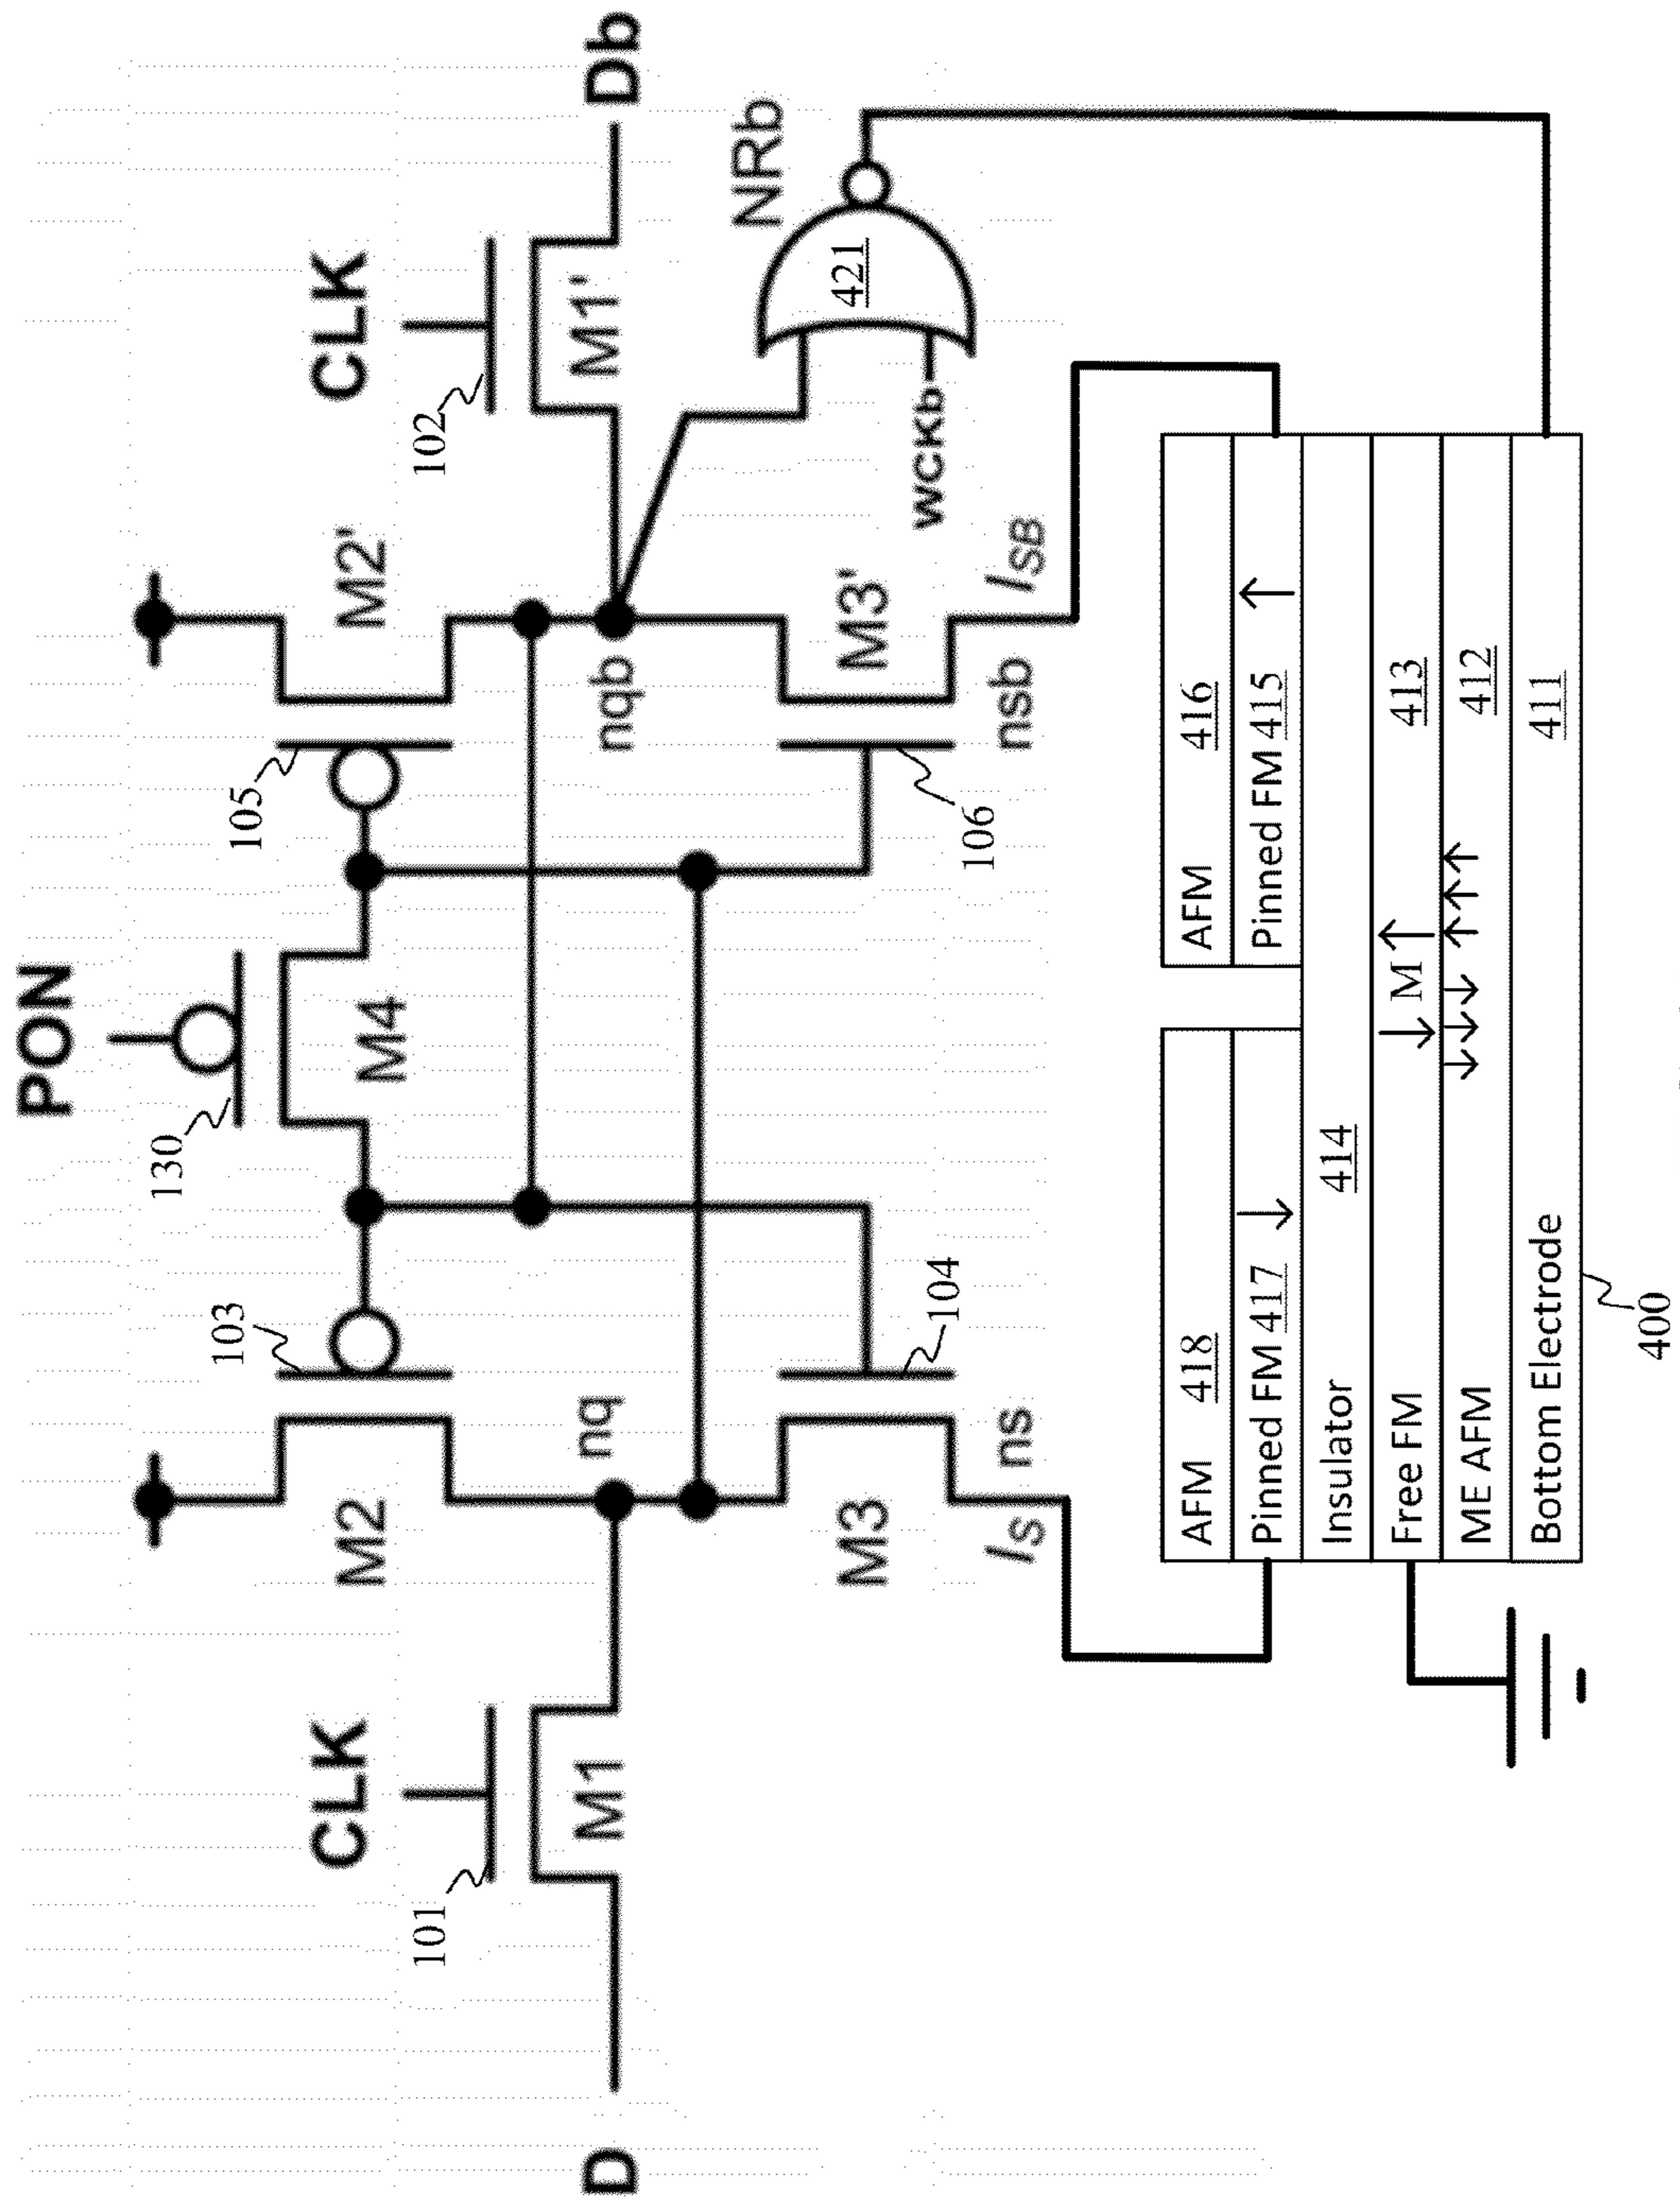 PON
130
103
105
CLK
M2
M4
M2'
CLK
101
102
D
M1
nq
nqb
M1'
Db
NRb
M3
M3'
421
104
WCKb
106
IS
ns
nsb
ISB
AFM 418
AFM 416
Pinned FM 417
Pinned FM 415
Insulator 414
Free FM M 413
ME AFM 412
Bottom Electrode 411
400